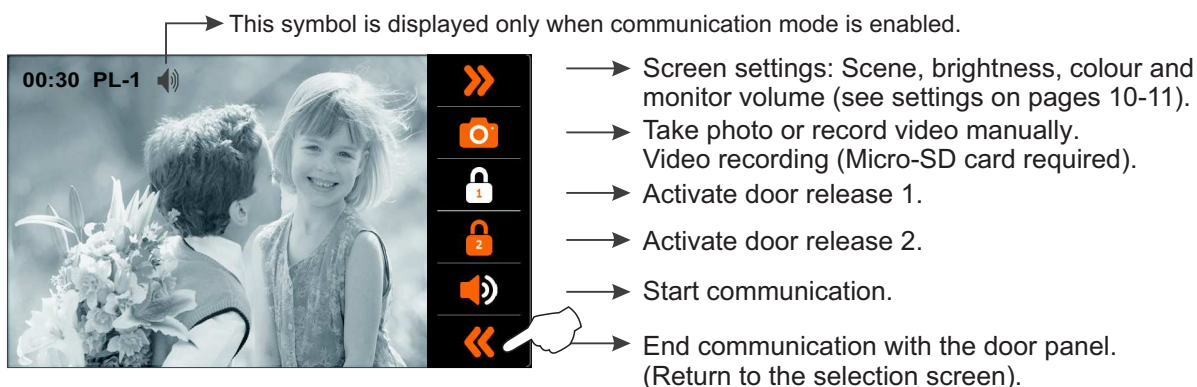 This symbol is displayed only when communication mode is enabled.
00:30 PL-1
Screen settings: Scene, brightness, colour and
monitor volume (see settings on pages 10-11).
Take photo or record video manually.
Video recording (Micro-SD card required).
1
Activate door release 1.
2
Activate door release 2.
Start communication.
End communication with the door panel.
(Return to the selection screen).